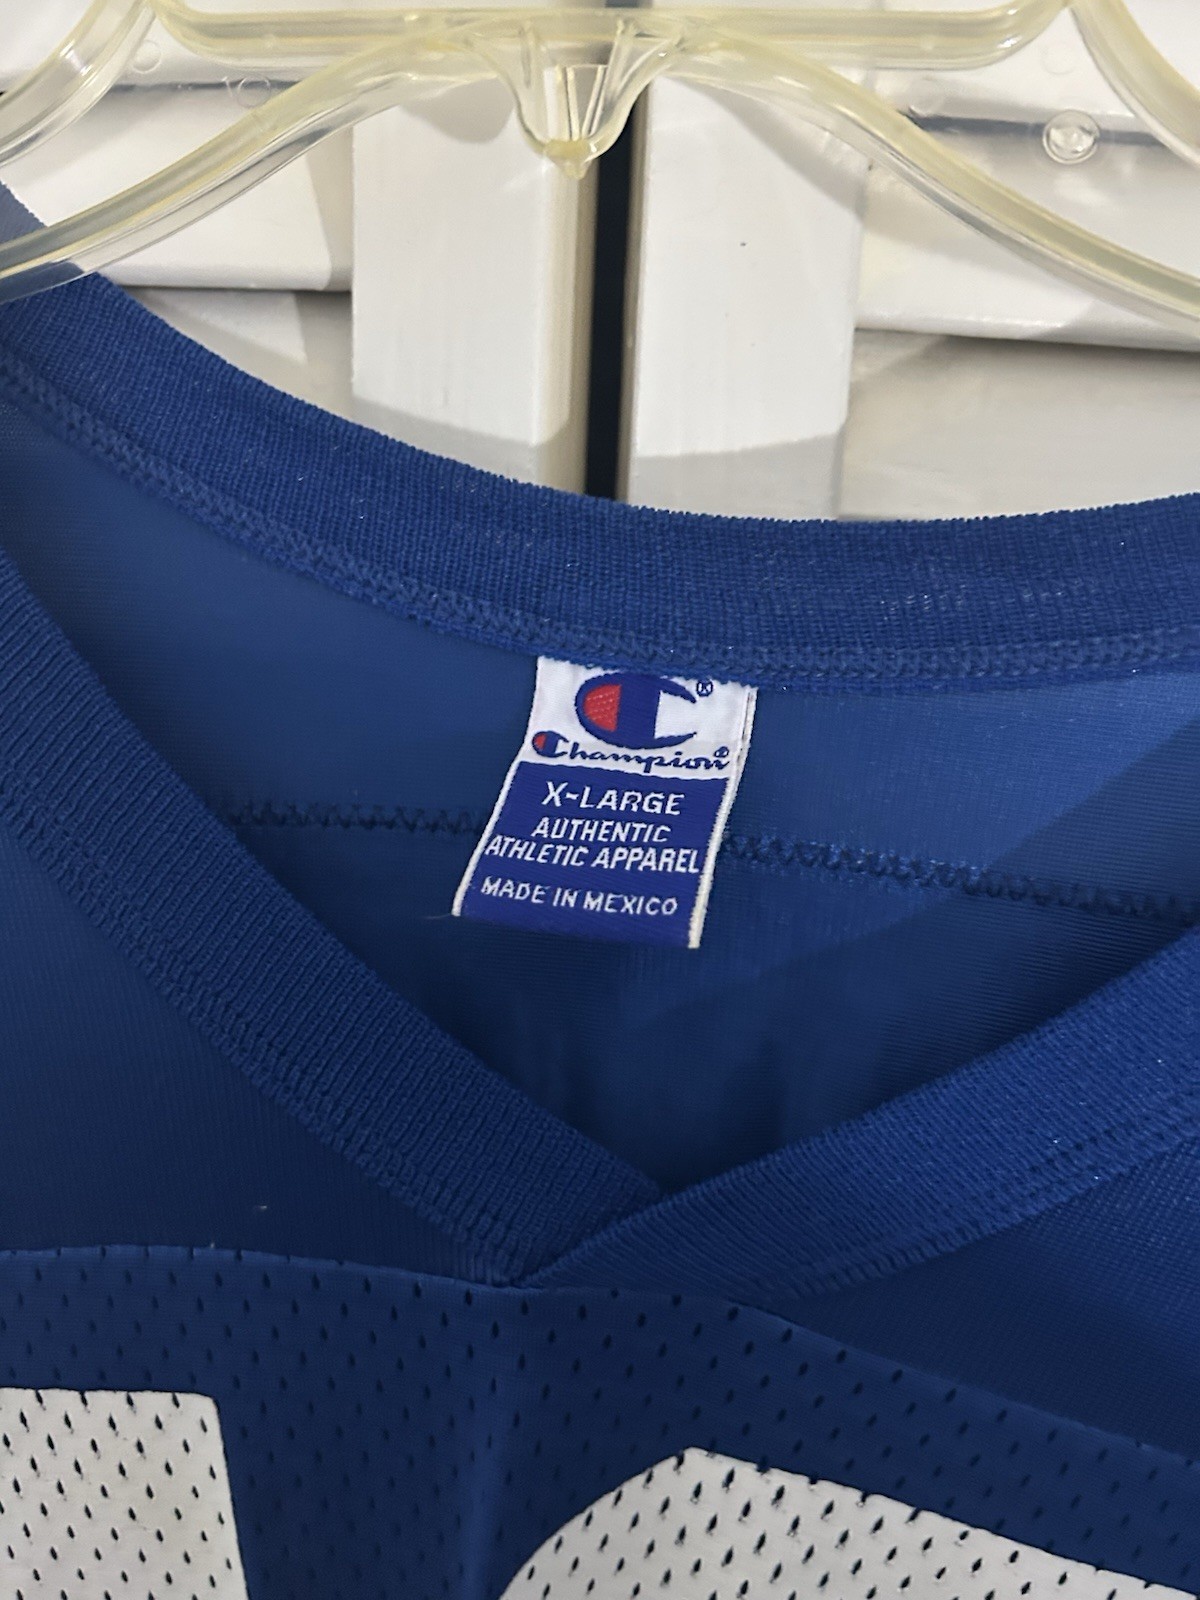 C®
Champion®
X-LARGE
AUTHENTIC
ATHLETIC APPAREL
MADE IN MEXICO